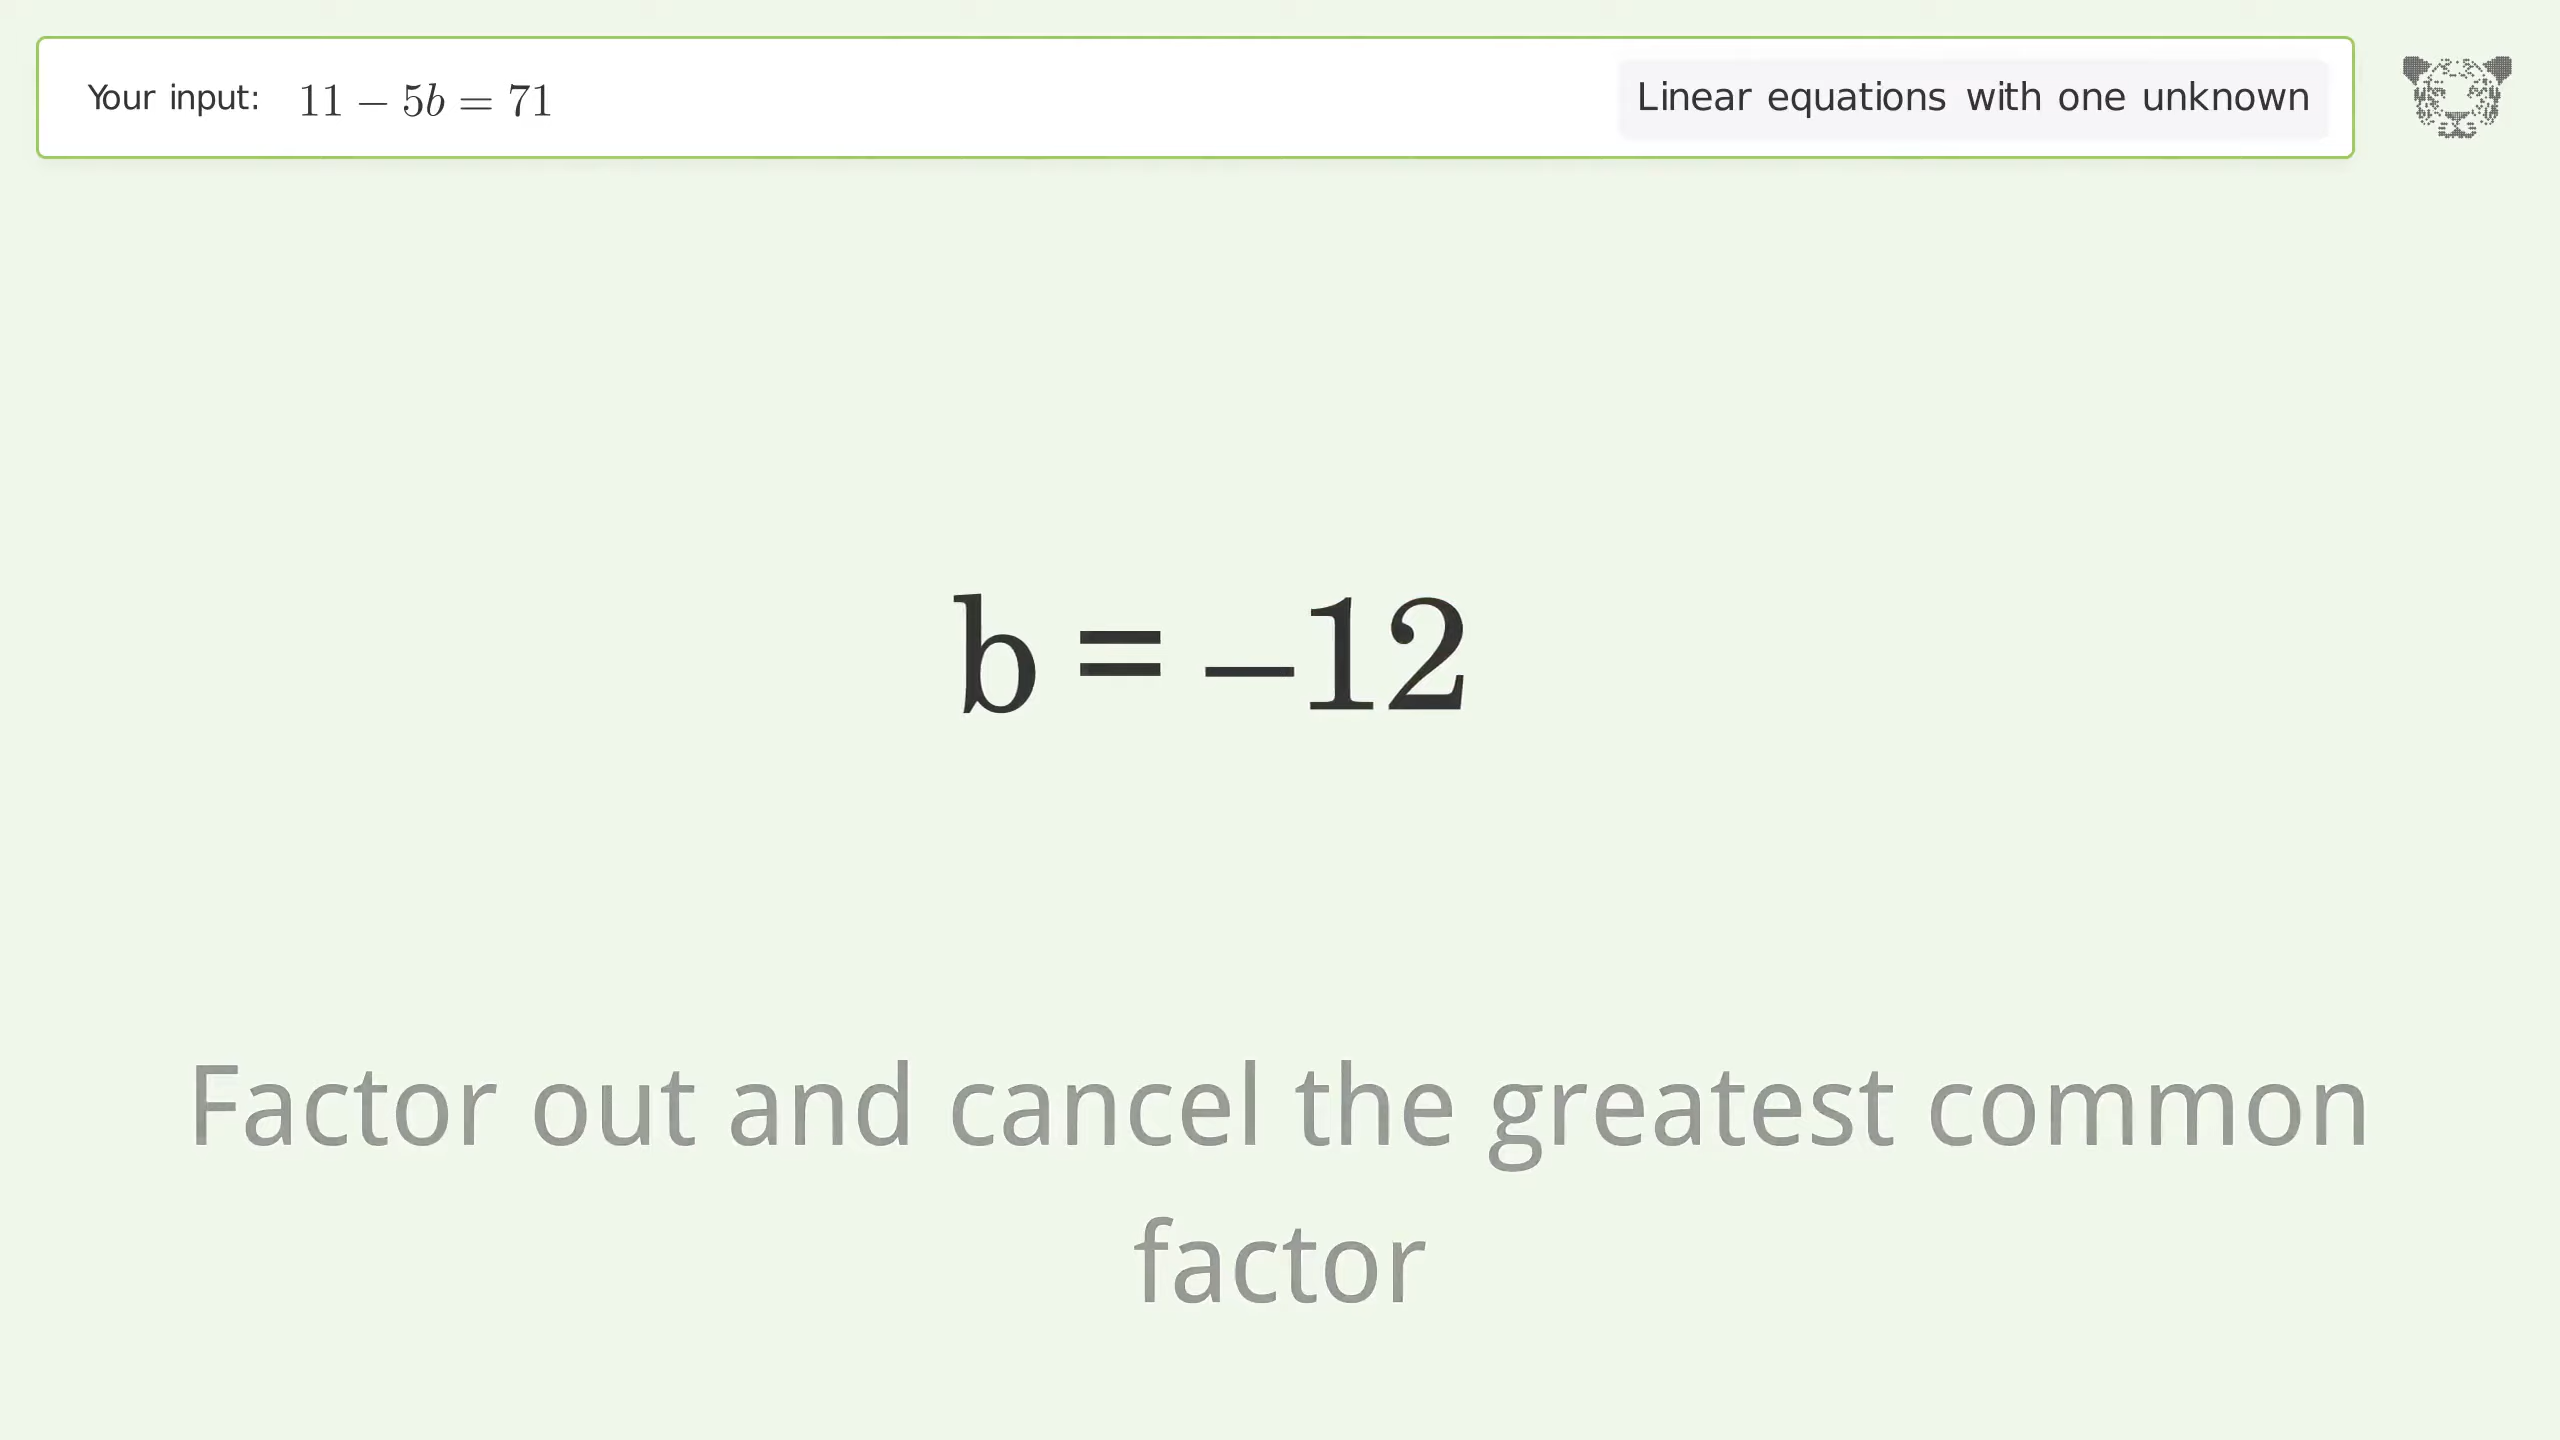 Your input: 11 − 5b = 71 Linear equations with one unknown
b = −12
Factor out and cancel the greatest common
factor